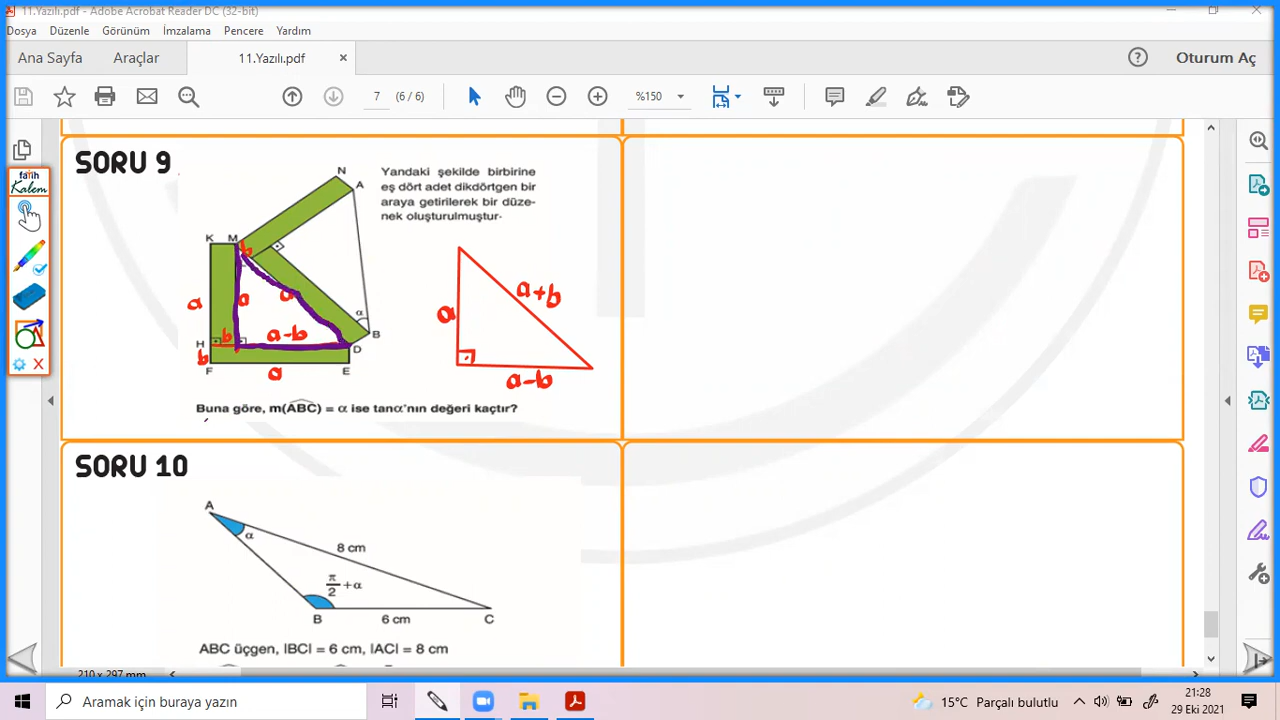 11.Yazılı.pdf - Adobe Acrobat Reader DC (32-bit)
Dosya Düzenle Görünüm İmzalama Pencere Yardım
Ana Sayfa Araçlar 11.Yazılı.pdf × ? Oturum Aç
7 (6 / 6) %150
SORU 9
Yandaki şekilde birbirine
eş dört adet dikdörtgen bir
araya getirilerek bir düze-
nek oluşturulmuştur.
N
A
K M
b
a
a
a
a+b
a
α
B
a-b
H
b
D
b
F
a
E
a-b
Buna göre, m(ABC) = α ise tanα'nın değeri kaçtır?
SORU 10
A
α
8 cm
π/2 + α
B
6 cm
C
ABC üçgen, |BC| = 6 cm, |AC| = 8 cm
fatih
Kalem
X
210 x 297 mm
Aramak için buraya yazın
15°C Parçalı bulutlu
21:28
29 Eki 2021